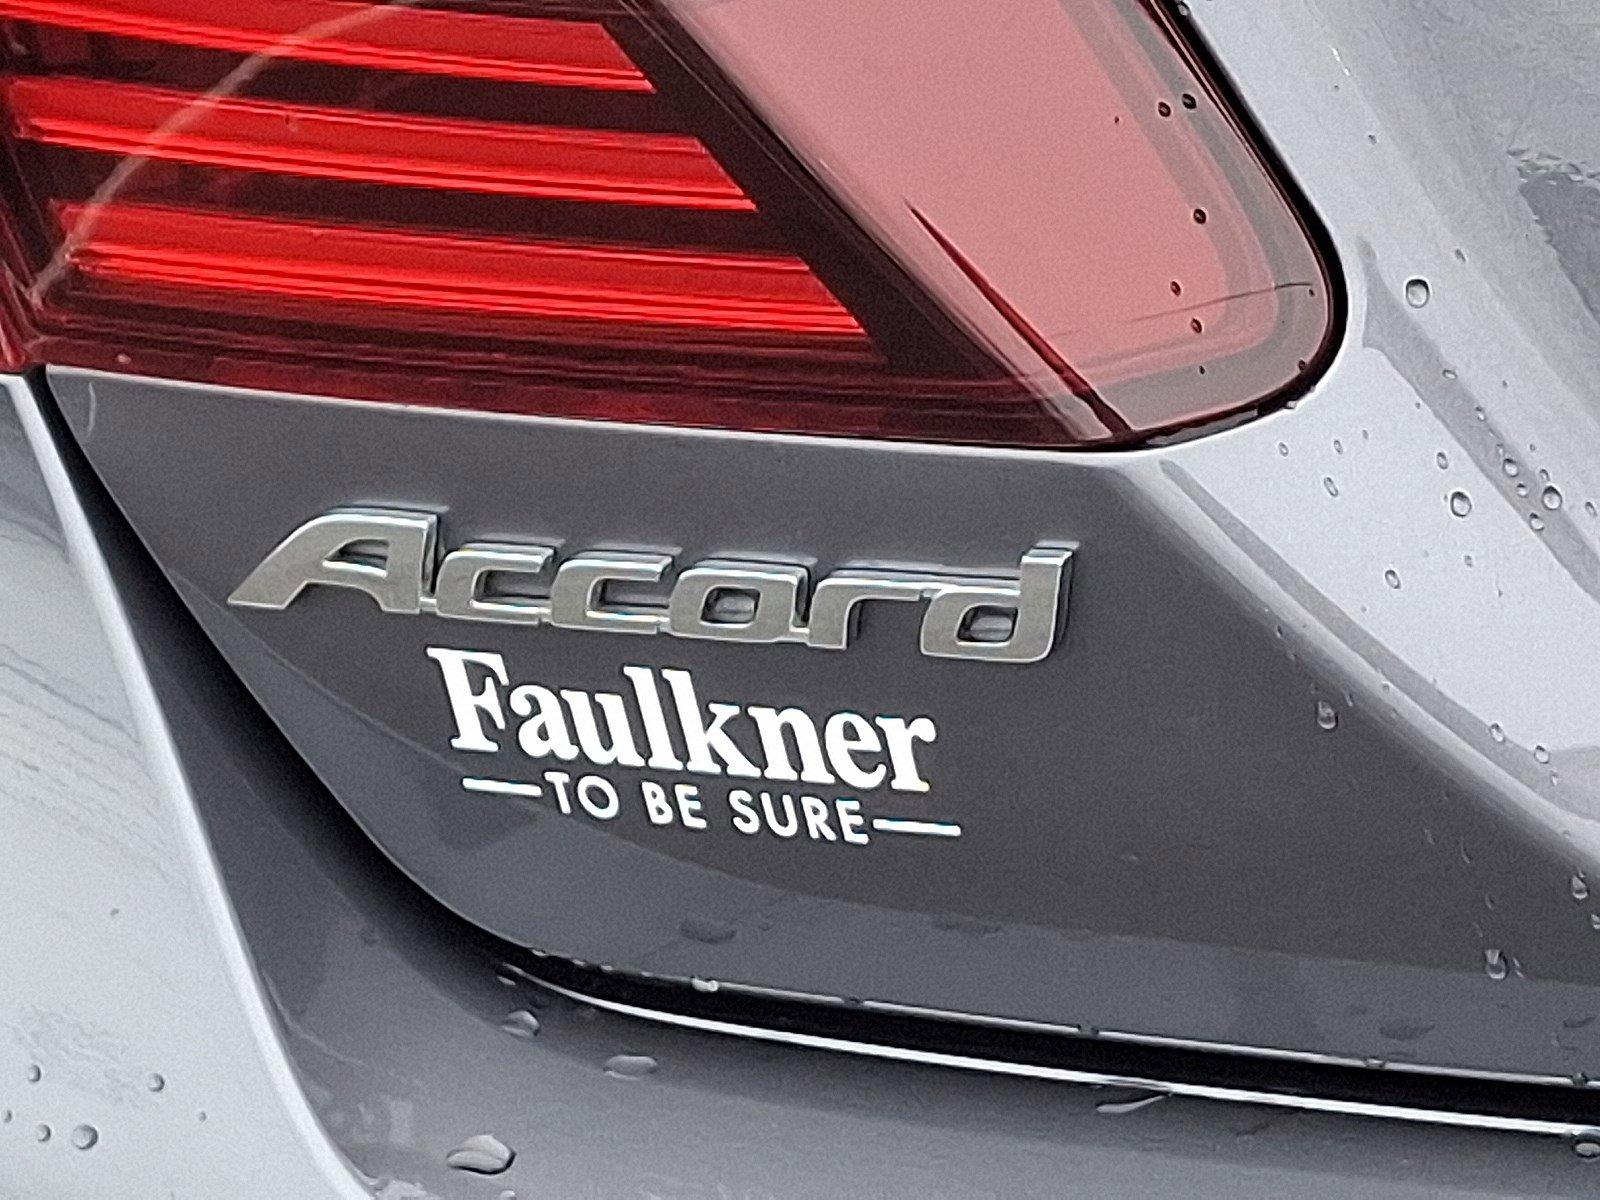 Accord
Faulkner
TO BE SURE